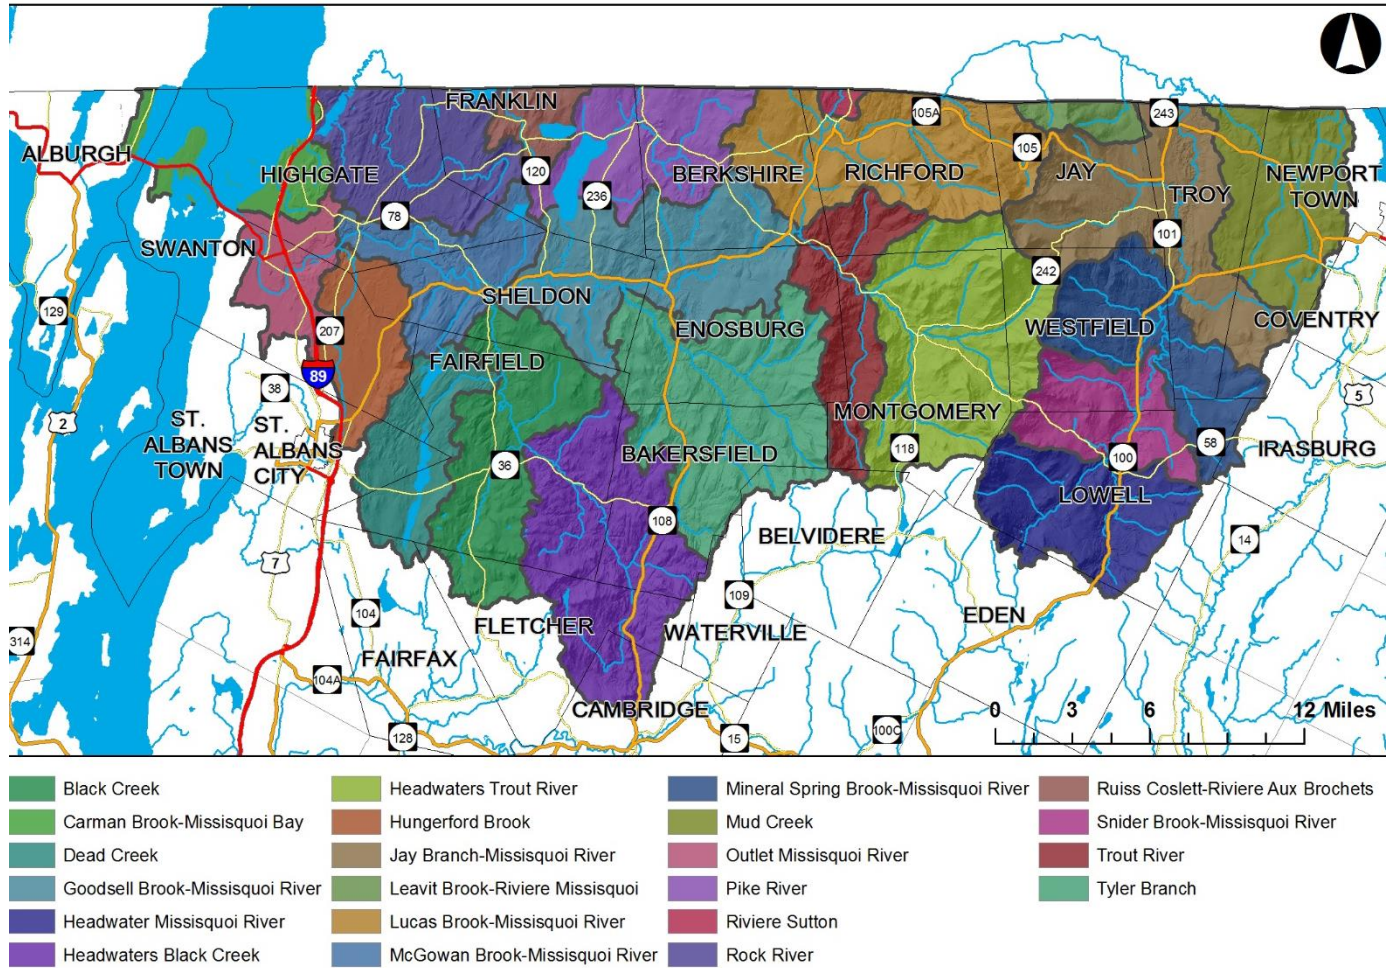 FRANKLIN
243
105A
ALBURGH
105
HIGHGATE
120
BERKSHIRE
RICHFORD
JAY
NEWPORT
TOWN
236
TROY
78
101
SWANTON
242
129
SHELDON
WESTFIELD
COVENTRY
207
ENOSBURG
FAIRFIELD
89
38
5
2
ST.
ALBANS
TOWN
ST.
ALBANS
CITY
MONTGOMERY
36
BAKERSFIELD
118
58
IRASBURG
100
LOWELL
108
BELVIDERE
14
7
109
104
EDEN
314
FLETCHER
WATERVILLE
FAIRFAX
104A
CAMBRIDGE
0 3 6 12 Miles
128
15
100C
Black Creek
Carman Brook-Missisquoi Bay
Dead Creek
Goodsell Brook-Missisquoi River
Headwater Missisquoi River
Headwaters Black Creek
Headwaters Trout River
Hungerford Brook
Jay Branch-Missisquoi River
Leavit Brook-Riviere Missisquoi
Lucas Brook-Missisquoi River
McGowan Brook-Missisquoi River
Mineral Spring Brook-Missisquoi River
Mud Creek
Outlet Missisquoi River
Pike River
Riviere Sutton
Rock River
Ruiss Coslett-Riviere Aux Brochets
Snider Brook-Missisquoi River
Trout River
Tyler Branch